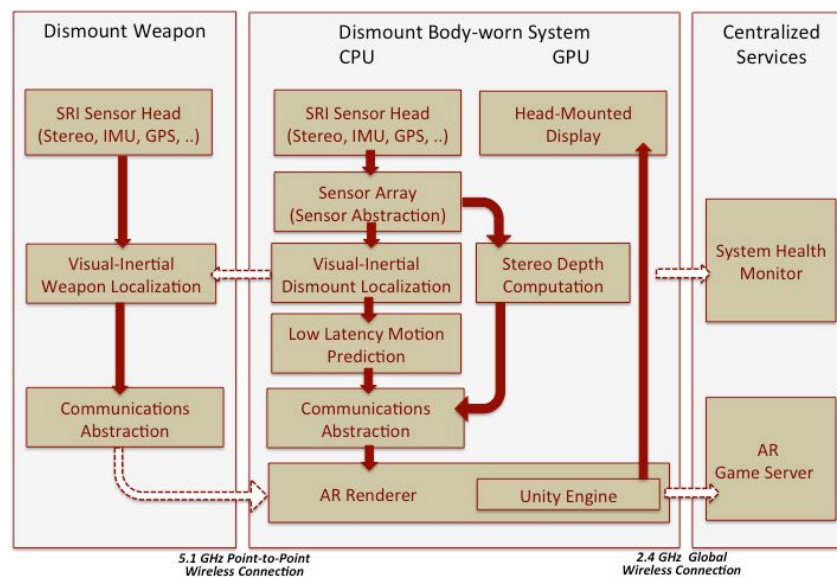 Dismount Weapon
SRI Sensor Head
(Stereo, IMU, GPS, ..)
Visual-Inertial
Weapon Localization
Communications
Abstraction
Dismount Body-worn System
CPU
GPU
SRI Sensor Head
(Stereo, IMU, GPS, ..)
Head-Mounted
Display
Sensor Array
(Sensor Abstraction)
Visual-Inertial
Dismount Localization
Stereo Depth
Computation
Low Latency Motion
Prediction
Communications
Abstraction
AR Renderer
Unity Engine
Centralized
Services
System Health
Monitor
AR
Game Server
5.1 GHz Point-to-Point
Wireless Connection
2.4 GHz Global
Wireless Connection